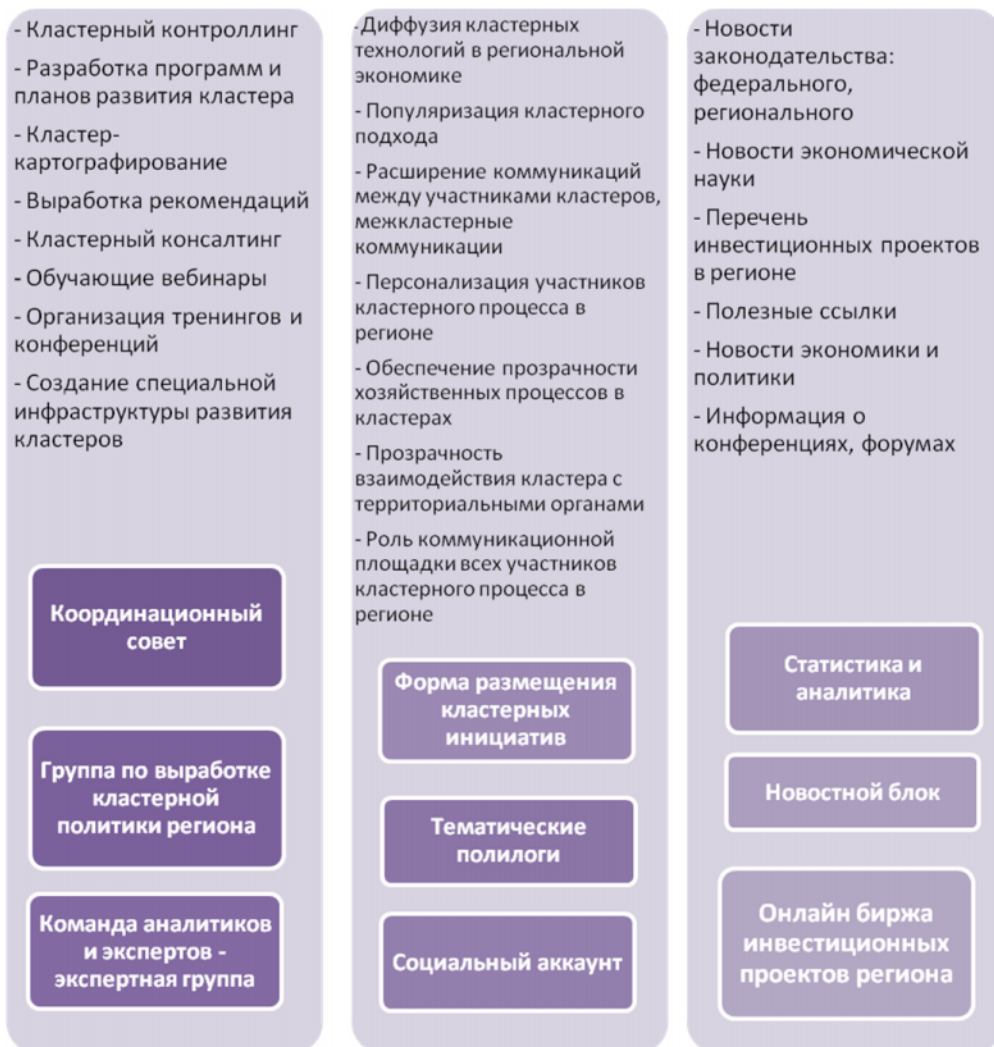 - Кластерный контроллинг
- Разработка программ и
планов развития кластера
- Кластер-
картографирование
- Выработка рекомендаций
- Кластерный консалтинг
- Обучающие вебинары
- Организация тренингов и
конференций
- Создание специальной
инфраструктуры развития
кластеров
Координационный
совет
Группа по выработке
кластерной
политики региона
Команда аналитиков
и экспертов -
экспертная группа
- Диффузия кластерных
технологий в региональной
экономике
- Популяризация кластерного
подхода
- Расширение коммуникаций
между участниками кластеров,
межкластерные
коммуникации
- Персонализация участников
кластерного процесса в
регионе
- Обеспечение прозрачности
хозяйственных процессов в
кластерах
- Прозрачность
взаимодействия кластера с
территориальными органами
- Роль коммуникационной
площадки всех участников
кластерного процесса в
регионе
Форма размещения
кластерных
инициатив
Тематические
полилоги
Социальный аккаунт
- Новости
законодательства:
федерального,
регионального
- Новости экономической
науки
- Перечень
инвестиционных проектов
в регионе
- Полезные ссылки
- Новости экономики и
политики
- Информация о
конференциях, форумах
Статистика и
аналитика
Новостной блок
Онлайн биржа
инвестиционных
проектов региона